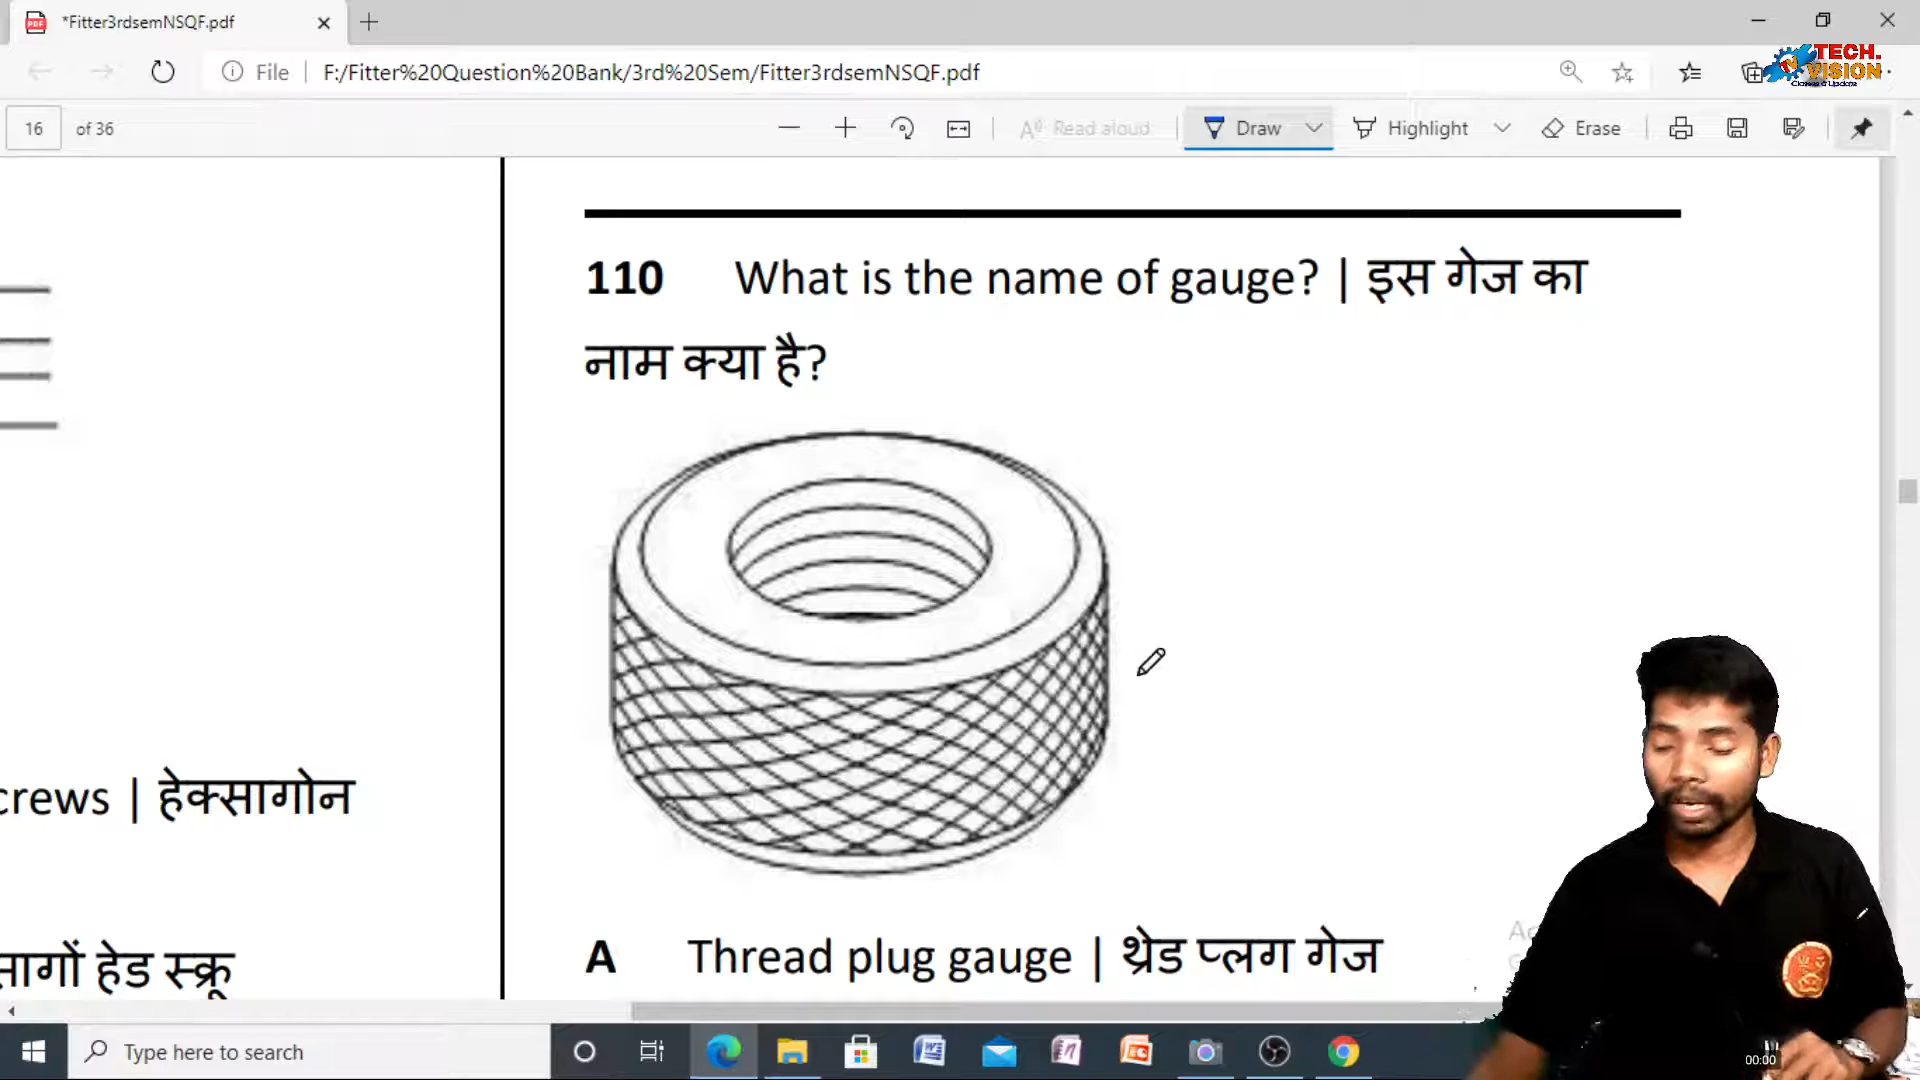 *Fitter3rdsemNSQF.pdf
File F:/Fitter%20Question%20Bank/3rd%20Sem/Fitter3rdsemNSQF.pdf
TECH.
VISION
16 of 36
Read aloud Draw Highlight Erase
110 What is the name of gauge? | इस गेज का
नाम क्या है?
crews | हेक्सागोन
सागों हेड स्क्रू
A Thread plug gauge | थ्रेड प्लग गेज
Type here to search
00:00